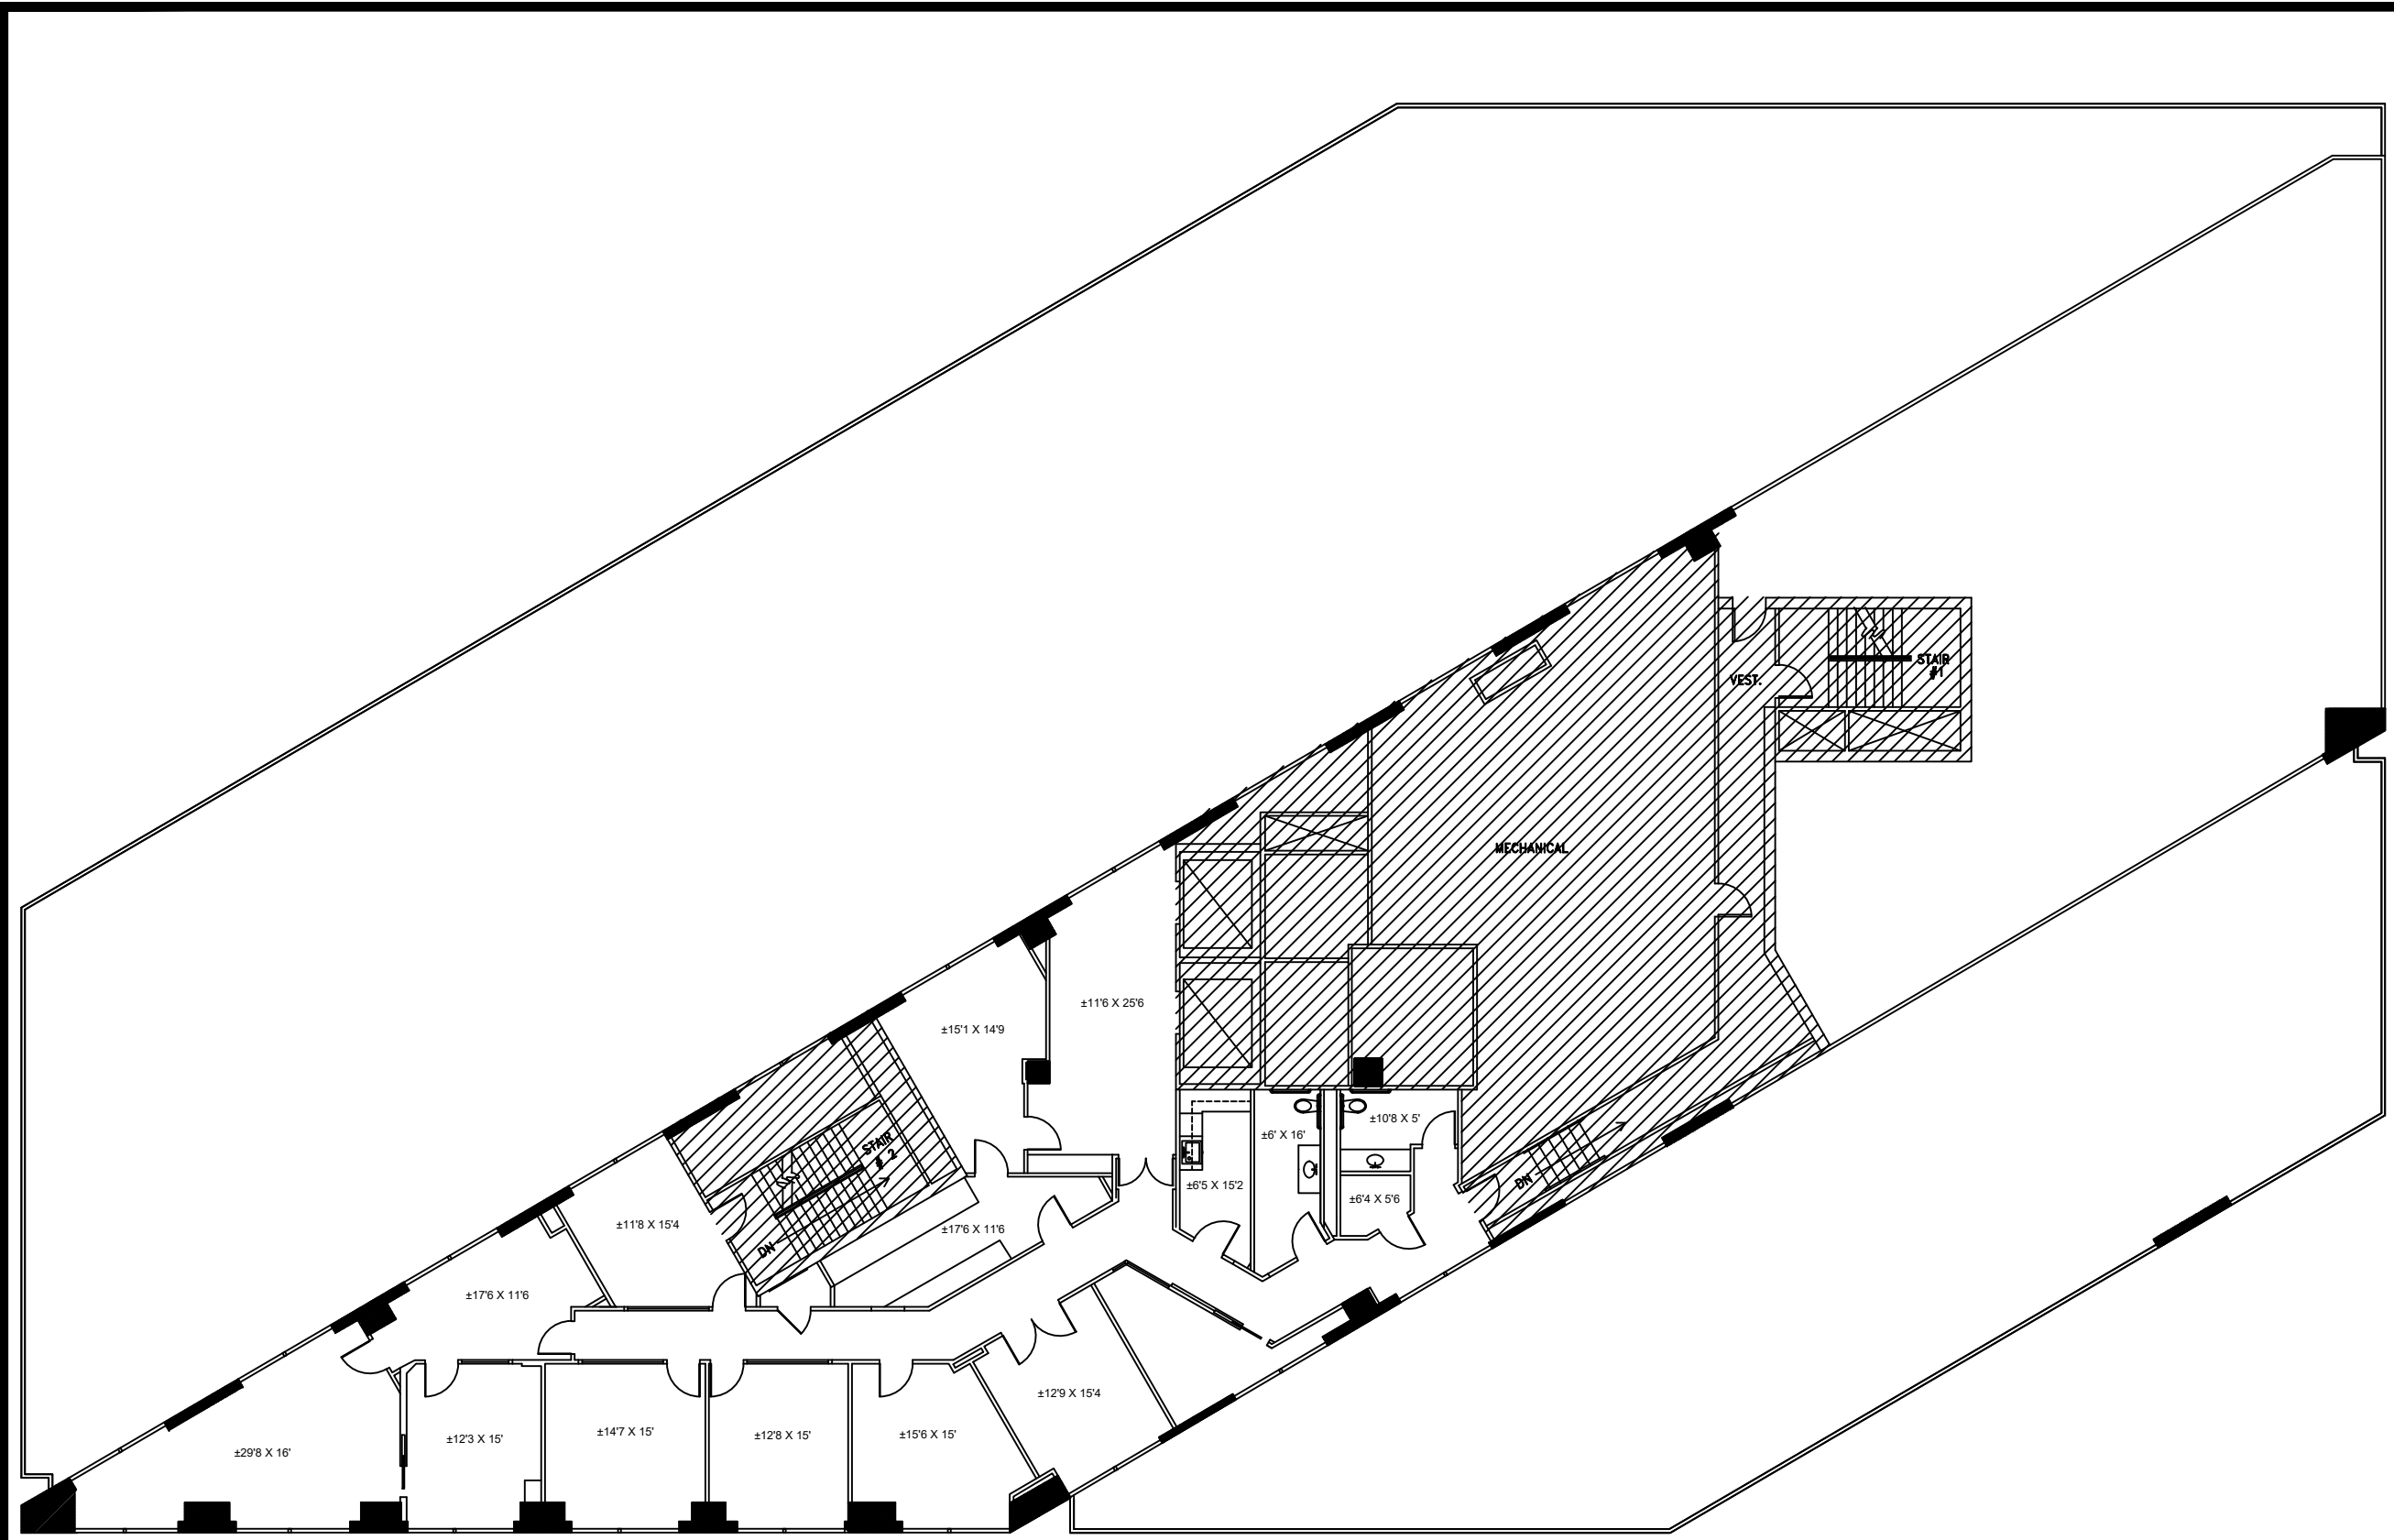 STAIR
#1
VEST.
MECHANICAL
±11'6 X 25'6
±15'1 X 14'9
±10'8 X 5'
±6' X 16'
STAIR
# 2
±6'5 X 15'2
DN
±6'4 X 5'6
±11'8 X 15'4
±17'6 X 11'6
DN
±17'6 X 11'6
±12'9 X 15'4
±14'7 X 15'
±12'8 X 15'
±15'6 X 15'
±12'3 X 15'
±29'8 X 16'